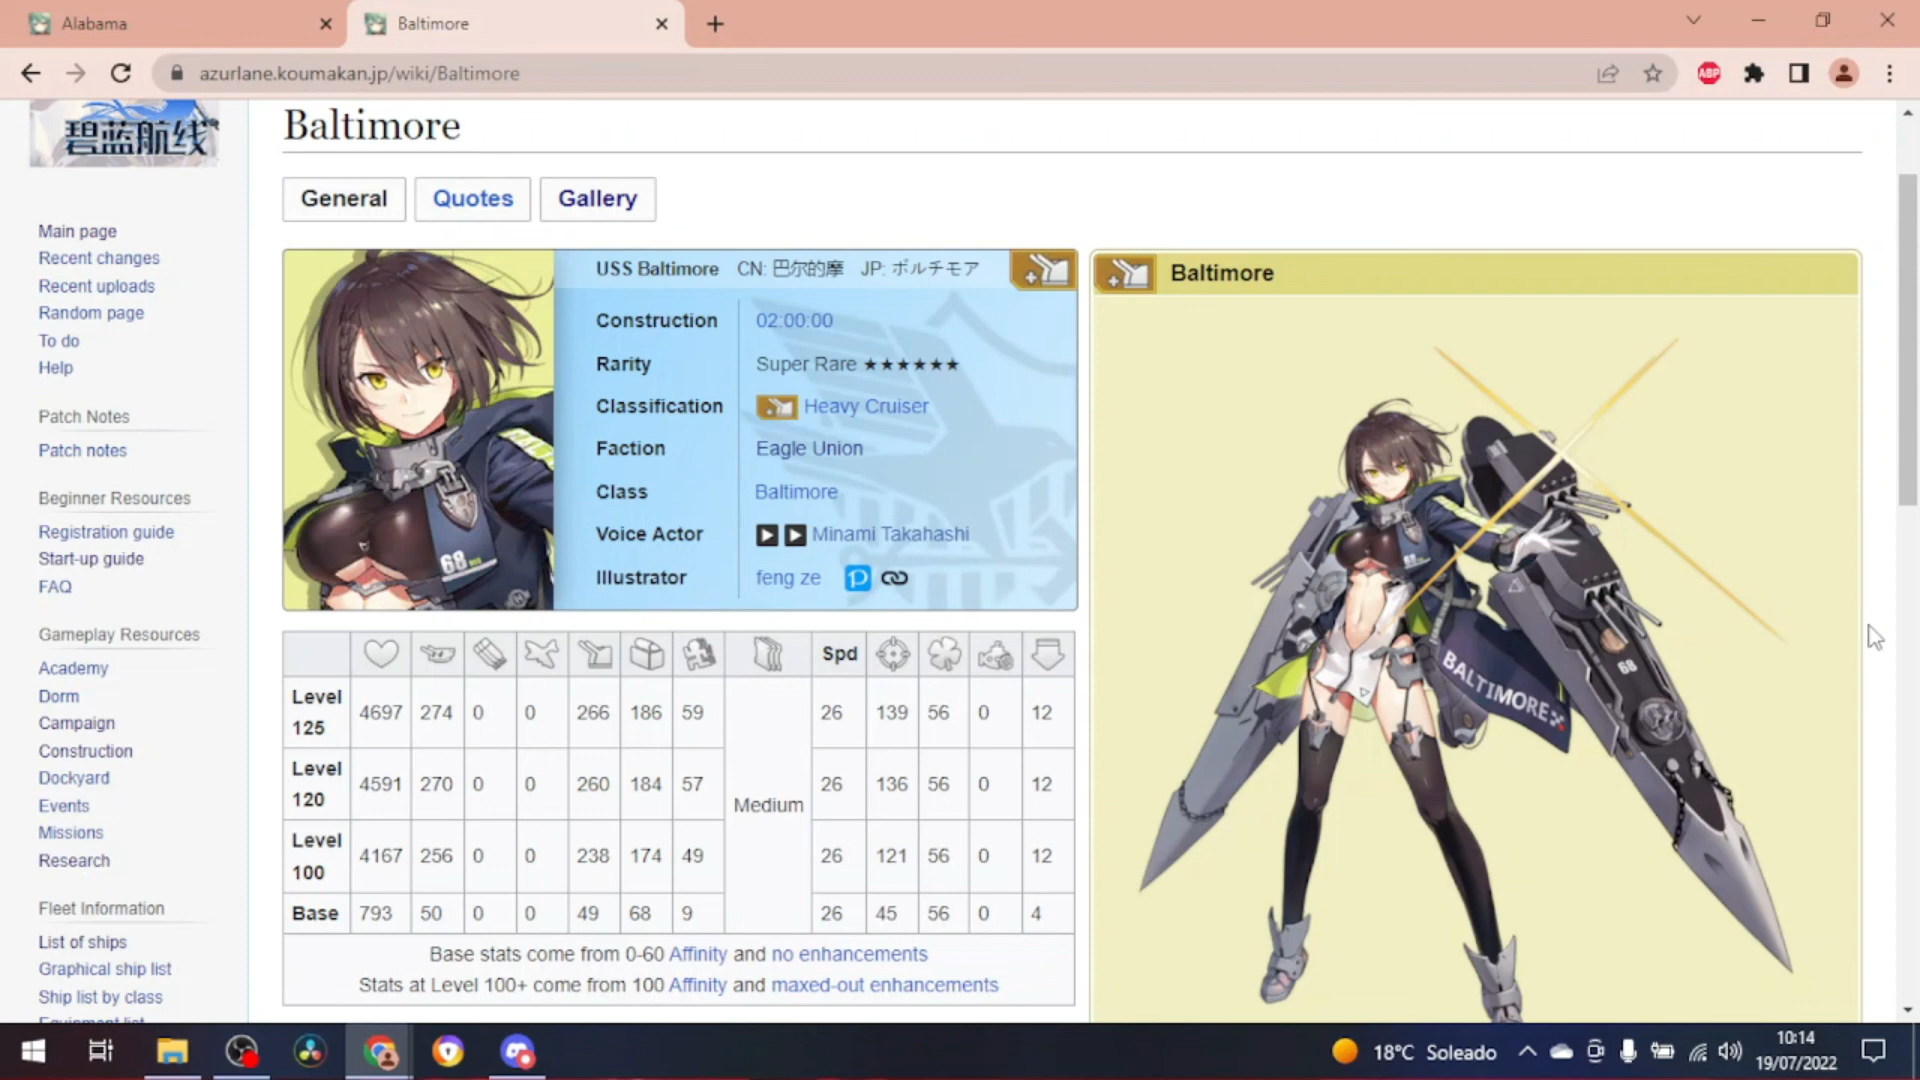 Alabama
Baltimore
azurlane.koumakan.jp/wiki/Baltimore
ABP
碧蓝航线
Main page
Recent changes
Recent uploads
Random page
To do
Help
Patch Notes
Patch notes
Beginner Resources
Registration guide
Start-up guide
FAQ
Gameplay Resources
Academy
Dorm
Campaign
Construction
Dockyard
Events
Missions
Research
Fleet Information
List of ships
Graphical ship list
Ship list by class
Equipment list
Baltimore
General Quotes Gallery
USS Baltimore CN: 巴尔的摩 JP: ボルチモア
Construction 02:00:00
Rarity Super Rare ★★★★★★
Classification Heavy Cruiser
Faction Eagle Union
Class Baltimore
Voice Actor Minami Takahashi
Illustrator feng ze
68
Spd
Level 125 4697 274 0 0 266 186 59 26 139 56 0 12
Level 120 4591 270 0 0 260 184 57 Medium 26 136 56 0 12
Level 100 4167 256 0 0 238 174 49 26 121 56 0 12
Base 793 50 0 0 49 68 9 26 45 56 0 4
Base stats come from 0-60 Affinity and no enhancements
Stats at Level 100+ come from 100 Affinity and maxed-out enhancements
Baltimore
BALTIMORE
68
18°C Soleado
10:14
19/07/2022